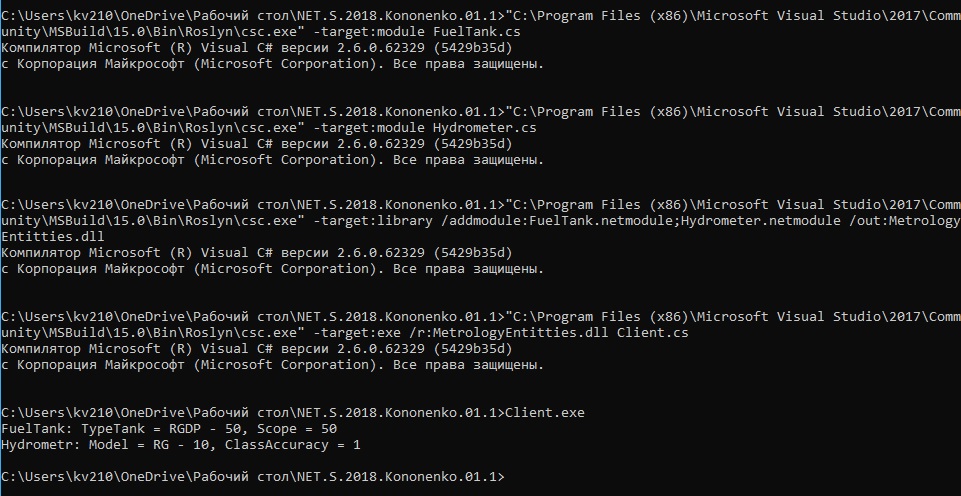 C:\Users\kv210\OneDrive\Рабочий стол\NET.S.2018.Kononenko.01.1>"C:\Program Files (x86)\Microsoft Visual Studio\2017\Comm
unity\MSBuild\15.0\Bin\Roslyn\csc.exe" -target:module FuelTank.cs
Компилятор Microsoft (R) Visual C# версии 2.6.0.62329 (5429b35d)
с Корпорация Майкрософт (Microsoft Corporation). Все права защищены.
C:\Users\kv210\OneDrive\Рабочий стол\NET.S.2018.Kononenko.01.1>"C:\Program Files (x86)\Microsoft Visual Studio\2017\Comm
unity\MSBuild\15.0\Bin\Roslyn\csc.exe" -target:module Hydrometer.cs
Компилятор Microsoft (R) Visual C# версии 2.6.0.62329 (5429b35d)
с Корпорация Майкрософт (Microsoft Corporation). Все права защищены.
C:\Users\kv210\OneDrive\Рабочий стол\NET.S.2018.Kononenko.01.1>"C:\Program Files (x86)\Microsoft Visual Studio\2017\Comm
unity\MSBuild\15.0\Bin\Roslyn\csc.exe" -target:library /addmodule:FuelTank.netmodule;Hydrometer.netmodule /out:Metrology
Entitties.dll
Компилятор Microsoft (R) Visual C# версии 2.6.0.62329 (5429b35d)
с Корпорация Майкрософт (Microsoft Corporation). Все права защищены.
C:\Users\kv210\OneDrive\Рабочий стол\NET.S.2018.Kononenko.01.1>"C:\Program Files (x86)\Microsoft Visual Studio\2017\Comm
unity\MSBuild\15.0\Bin\Roslyn\csc.exe" -target:exe /r:MetrologyEntitties.dll Client.cs
Компилятор Microsoft (R) Visual C# версии 2.6.0.62329 (5429b35d)
с Корпорация Майкрософт (Microsoft Corporation). Все права защищены.
C:\Users\kv210\OneDrive\Рабочий стол\NET.S.2018.Kononenko.01.1>Client.exe
FuelTank: TypeTank = RGDP - 50, Scope = 50
Hydrometr: Model = RG - 10, ClassAccuracy = 1
C:\Users\kv210\OneDrive\Рабочий стол\NET.S.2018.Kononenko.01.1>